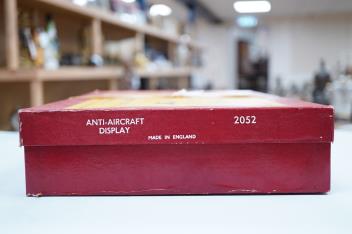 ANTI-AIRCRAFT
DISPLAY
2052
MADE IN ENGLAND